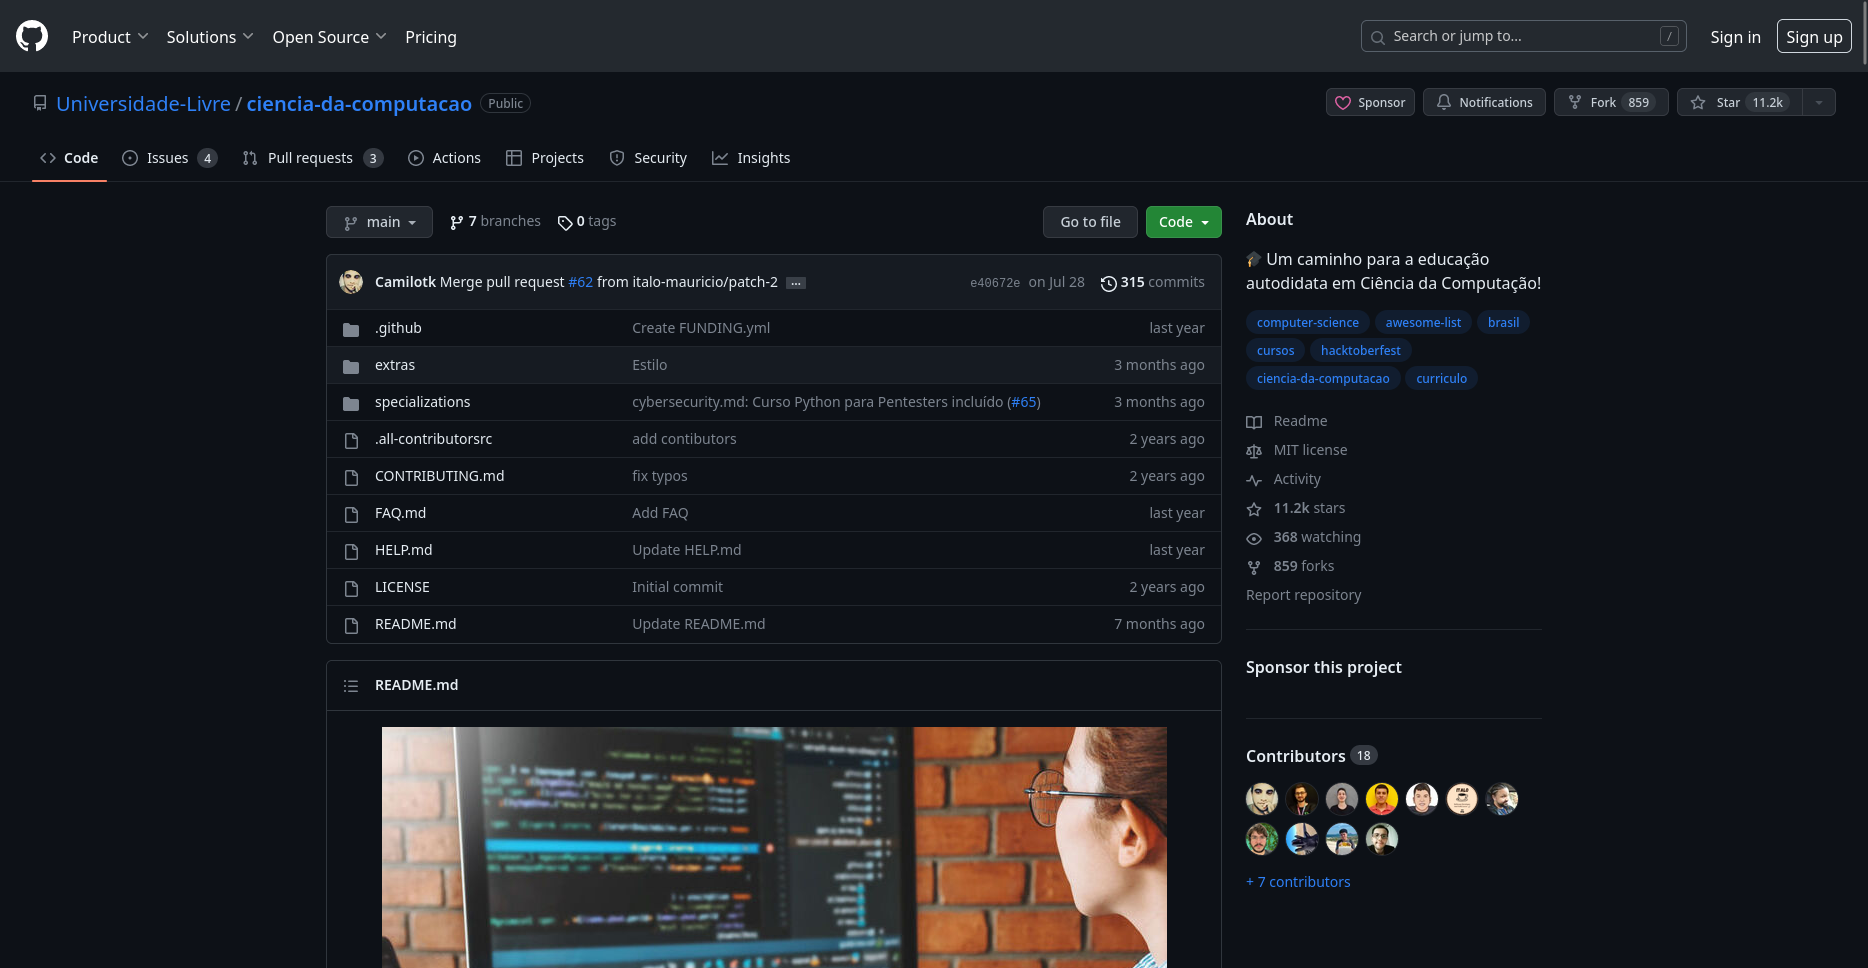 Product Solutions Open Source Pricing Search or jump to... / Sign in Sign up
Universidade-Livre / ciencia-da-computacao Public Sponsor Notifications Fork 859 Star 11.2k
Code Issues 4 Pull requests 3 Actions Projects Security Insights
main 7 branches 0 tags Go to file Code
Camilotk Merge pull request #62 from italo-mauricio/patch-2 ... e40672e on Jul 28 315 commits
.github Create FUNDING.yml last year
extras Estilo 3 months ago
specializations cybersecurity.md: Curso Python para Pentesters incluído (#65) 3 months ago
.all-contributorsrc add contibutors 2 years ago
CONTRIBUTING.md fix typos 2 years ago
FAQ.md Add FAQ last year
HELP.md Update HELP.md last year
LICENSE Initial commit 2 years ago
README.md Update README.md 7 months ago
README.md
About
🎓 Um caminho para a educação
autodidata em Ciência da Computação!
computer-science awesome-list brasil
cursos hacktoberfest
ciencia-da-computacao curriculo
Readme
MIT license
Activity
11.2k stars
368 watching
859 forks
Report repository
Sponsor this project
Contributors 18
+ 7 contributors